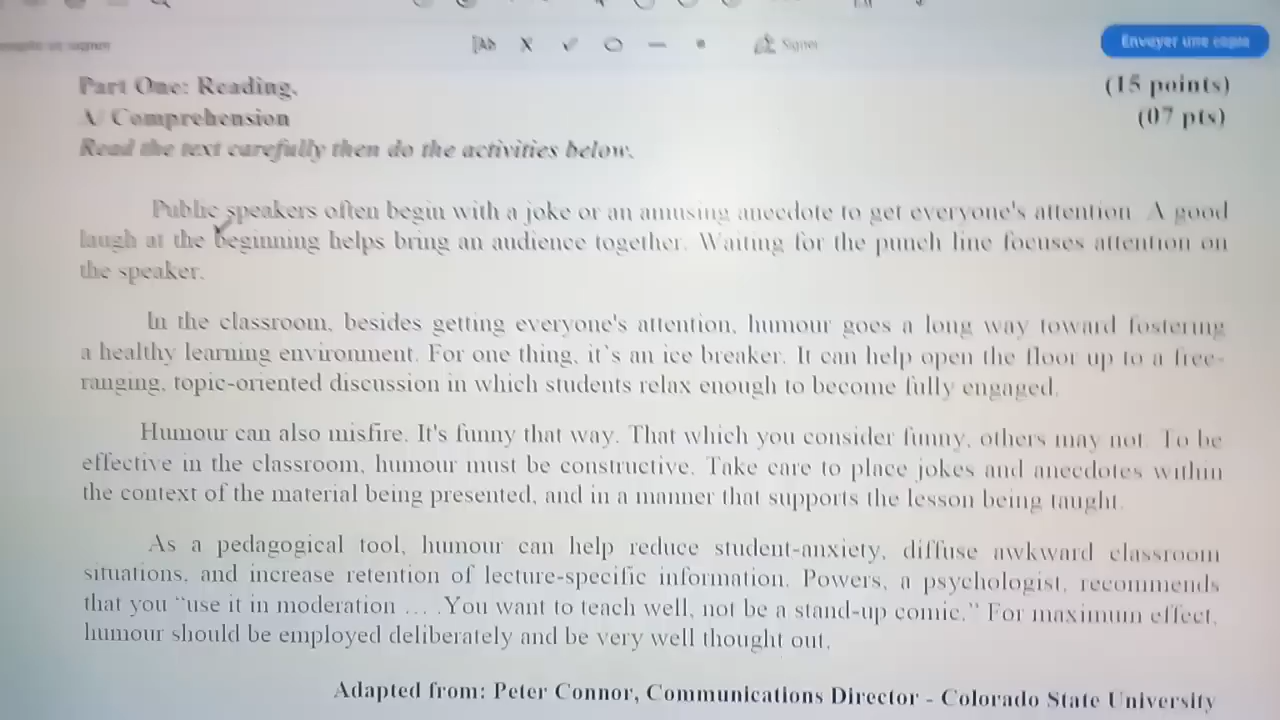 Signer
Envoyer une copie
Part One: Reading.
(15 points)
A/ Comprehension
(07 pts)
Read the text carefully then do the activities below.
Public speakers often begin with a joke or an amusing anecdote to get everyone's attention. A good
laugh at the beginning helps bring an audience together. Waiting for the punch line focuses attention on
the speaker.
In the classroom, besides getting everyone's attention, humour goes a long way toward fostering
a healthy learning environment. For one thing, it's an ice breaker. It can help open the floor up to a free-
ranging, topic-oriented discussion in which students relax enough to become fully engaged.
Humour can also misfire. It's funny that way. That which you consider funny, others may not. To be
effective in the classroom, humour must be constructive. Take care to place jokes and anecdotes within
the context of the material being presented, and in a manner that supports the lesson being taught.
As a pedagogical tool, humour can help reduce student-anxiety, diffuse awkward classroom
situations, and increase retention of lecture-specific information. Powers, a psychologist, recommends
that you “use it in moderation … .You want to teach well, not be a stand-up comic.” For maximum effect,
humour should be employed deliberately and be very well thought out.
Adapted from: Peter Connor, Communications Director - Colorado State University